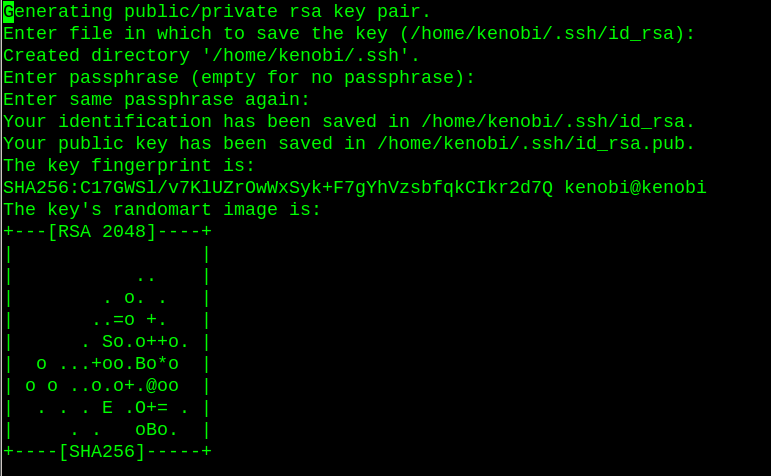 Generating public/private rsa key pair.
Enter file in which to save the key (/home/kenobi/.ssh/id_rsa):
Created directory '/home/kenobi/.ssh'.
Enter passphrase (empty for no passphrase):
Enter same passphrase again:
Your identification has been saved in /home/kenobi/.ssh/id_rsa.
Your public key has been saved in /home/kenobi/.ssh/id_rsa.pub.
The key fingerprint is:
SHA256:C17GWSl/v7KlUZrOwWxSyk+F7gYhVzsbfqkCIkr2d7Q kenobi@kenobi
The key's randomart image is:
+---[RSA 2048]----+
|                 |
|           ..    |
|        . o. .   |
|       ..=o +.   |
|      . So.o++o. |
|  o ...+oo.Bo*o  |
| o o ..o.o+.@oo  |
|  . . . E .O+= . |
|     . .   oBo.  |
+----[SHA256]-----+